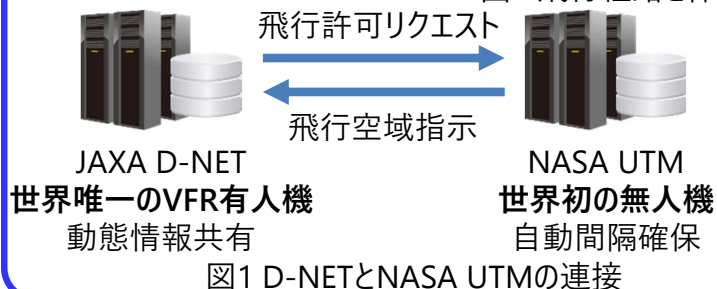 飛行許可リクエスト
飛行空域指示
JAXA D-NET
世界唯一のVFR有人機
動態情報共有
NASA UTM
世界初の無人機
自動間隔確保
図1 D-NETとNASA UTMの連接